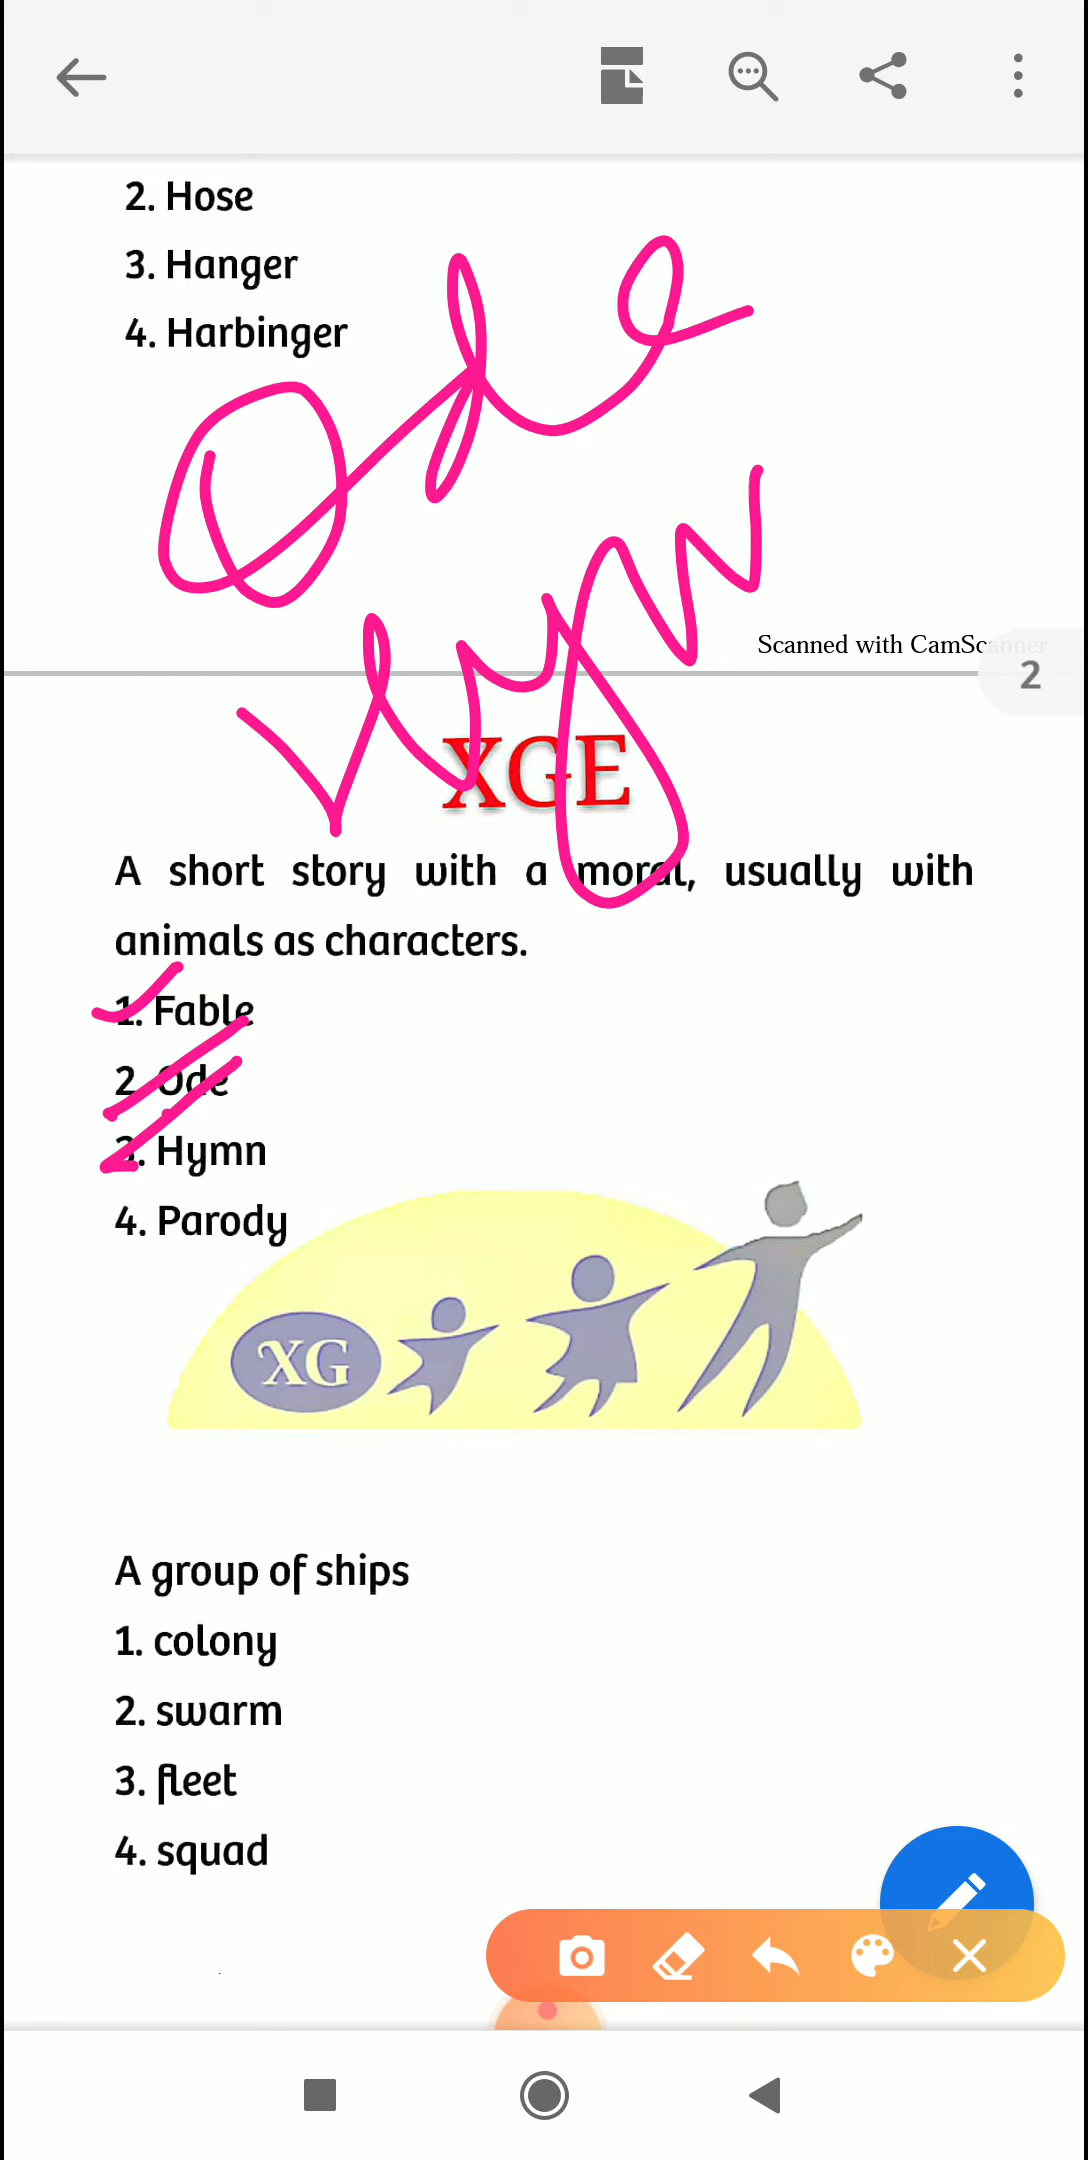 2. Hose
3. Hanger
4. Harbinger
Ode
Hymn
Scanned with CamScanner
2
XGE
A short story with a moral, usually with
animals as characters.
1. Fable
2. Ode
3. Hymn
4. Parody
XG
A group of ships
1. colony
2. swarm
3. fleet
4. squad